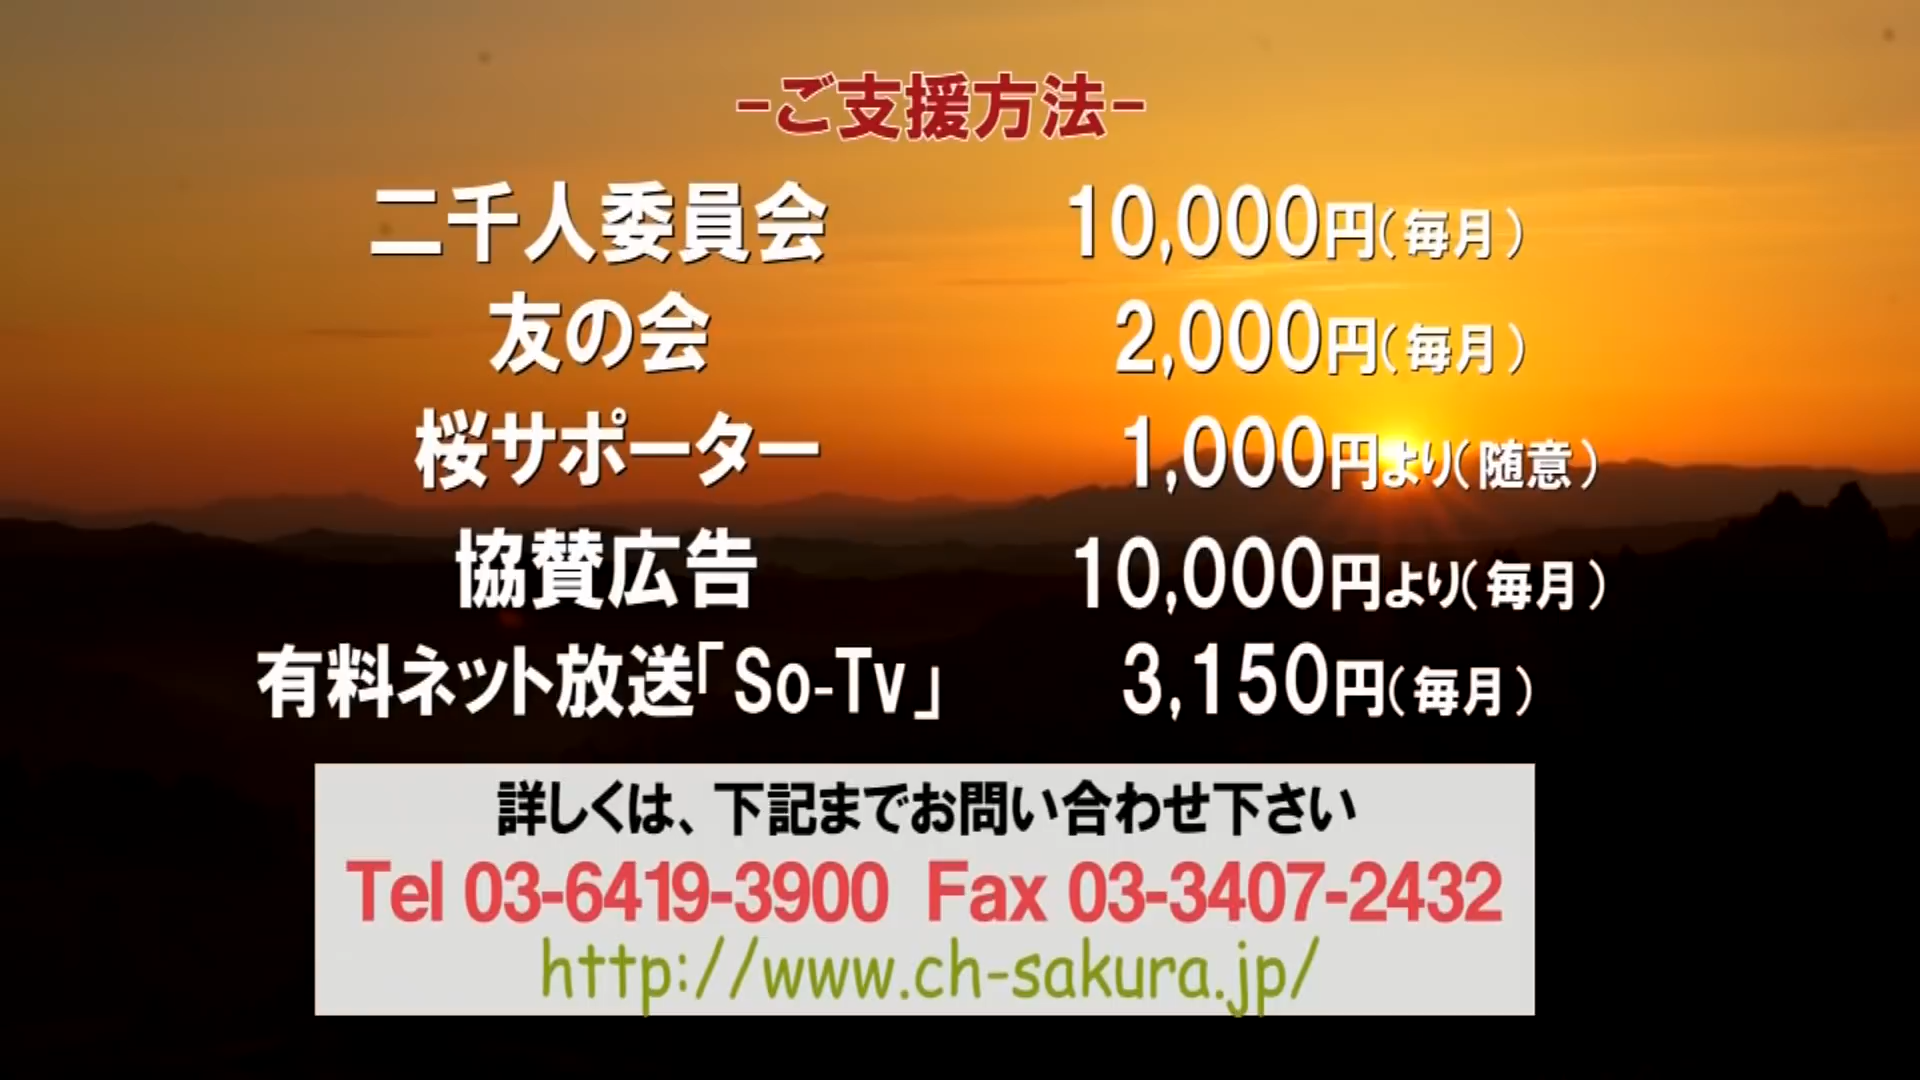 -ご支援方法-
二千人委員会 10,000円(毎月)
友の会 2,000円(毎月)
桜サポーター 1,000円より(随意)
協賛広告 10,000円より(毎月)
有料ネット放送「So-Tv」 3,150円(毎月)
詳しくは、下記までお問い合わせ下さい
Tel 03-6419-3900 Fax 03-3407-2432
http://www.ch-sakura.jp/